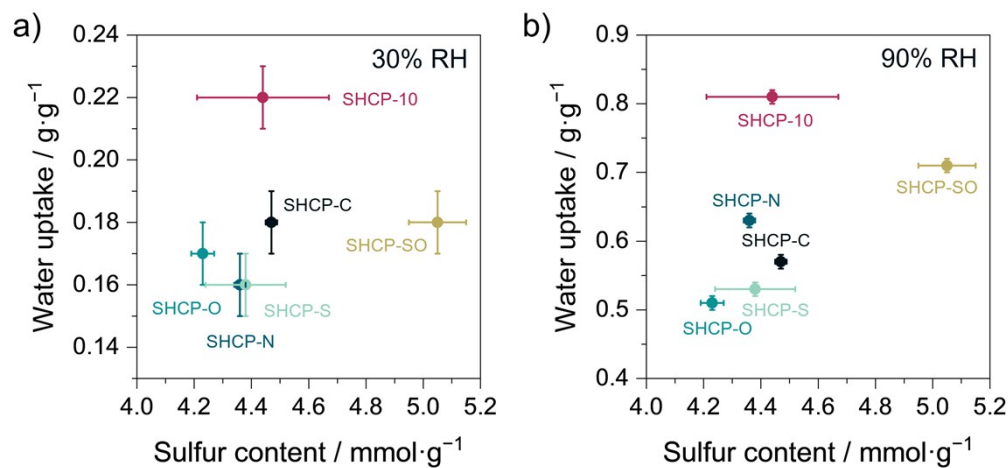 a)
30% RH
Water uptake / g·g⁻¹
0.24
0.22
0.20
0.18
0.16
0.14
SHCP-10
SHCP-C
SHCP-SO
SHCP-O
SHCP-S
SHCP-N
4.0 4.2 4.4 4.6 4.8 5.0 5.2
Sulfur content / mmol·g⁻¹
b)
90% RH
Water uptake / g·g⁻¹
0.9
0.8
0.7
0.6
0.5
0.4
SHCP-10
SHCP-SO
SHCP-N
SHCP-C
SHCP-S
SHCP-O
4.0 4.2 4.4 4.6 4.8 5.0 5.2
Sulfur content / mmol·g⁻¹